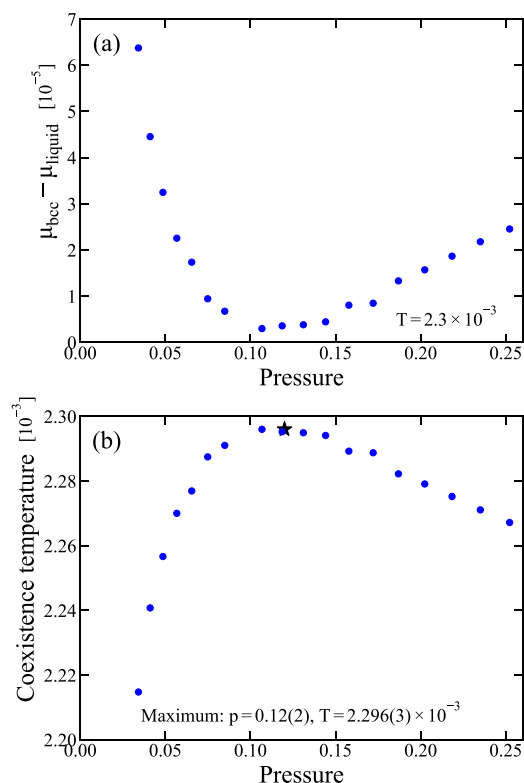 (a)
μbcc − μliquid [10⁻⁵]
7
6
5
4
3
2
1
0
T = 2.3 × 10⁻³
0.00 0.05 0.10 0.15 0.20 0.25
Pressure
(b)
Coexistence temperature [10⁻³]
2.30
2.28
2.26
2.24
2.22
2.20
Maximum: p = 0.12(2), T = 2.296(3) × 10⁻³
0.00 0.05 0.10 0.15 0.20 0.25
Pressure